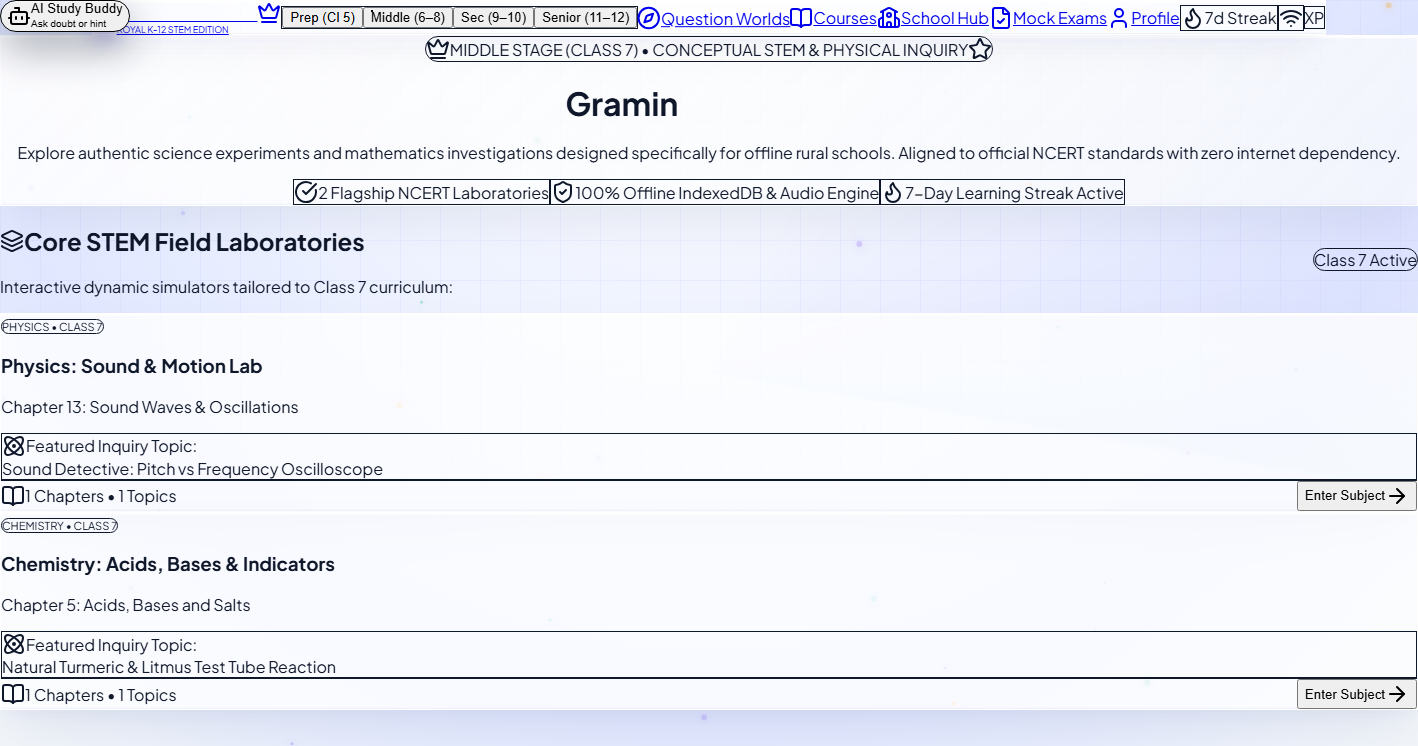 AI Study Buddy
Ask doubt or hint
ROYAL K–12 STEM EDITION
Prep (Cl 5) Middle (6–8) Sec (9–10) Senior (11–12) Question Worlds Courses School Hub Mock Exams Profile 7d Streak XP
MIDDLE STAGE (CLASS 7) • CONCEPTUAL STEM & PHYSICAL INQUIRY
Gramin
Explore authentic science experiments and mathematics investigations designed specifically for offline rural schools. Aligned to official NCERT standards with zero internet dependency.
2 Flagship NCERT Laboratories 100% Offline IndexedDB & Audio Engine 7-Day Learning Streak Active
Core STEM Field Laboratories
Class 7 Active
Interactive dynamic simulators tailored to Class 7 curriculum:
PHYSICS • CLASS 7
Physics: Sound & Motion Lab
Chapter 13: Sound Waves & Oscillations
Featured Inquiry Topic:
Sound Detective: Pitch vs Frequency Oscilloscope
1 Chapters • 1 Topics Enter Subject
CHEMISTRY • CLASS 7
Chemistry: Acids, Bases & Indicators
Chapter 5: Acids, Bases and Salts
Featured Inquiry Topic:
Natural Turmeric & Litmus Test Tube Reaction
1 Chapters • 1 Topics Enter Subject